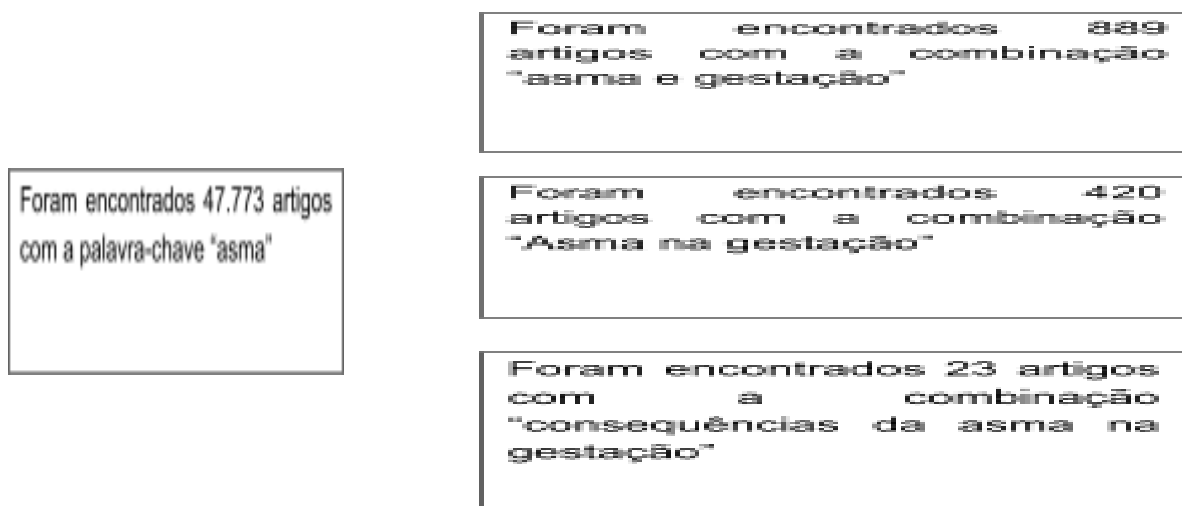 Foram encontrados 47.773 artigos
com a palavra-chave "asma"
Foram encontrados 889
artigos com a combinação
"asma e gestação"
Foram encontrados 420
artigos com a combinação
"Asma na gestação"
Foram encontrados 23 artigos
com a combinação
"consequências da asma na
gestação"